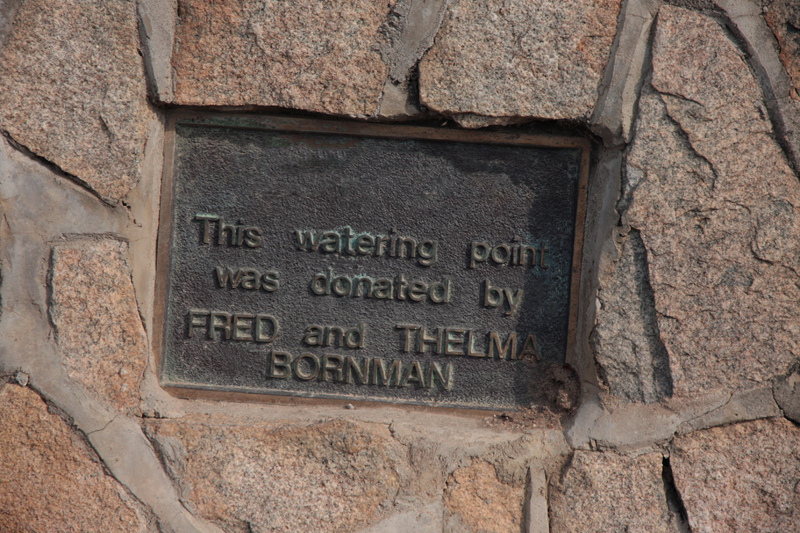 This watering point
was donated by
FRED and THELMA
BORNMAN